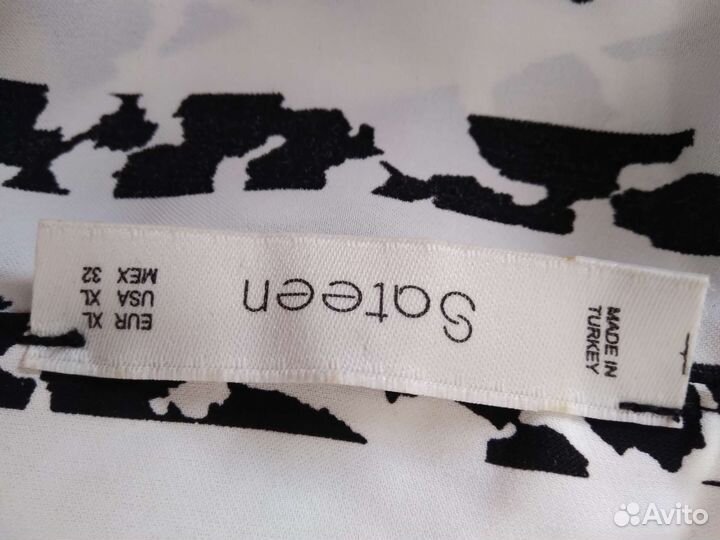 Sateen
EUR XL
USA XL
MEX 32
MADE IN
TURKEY
Avito